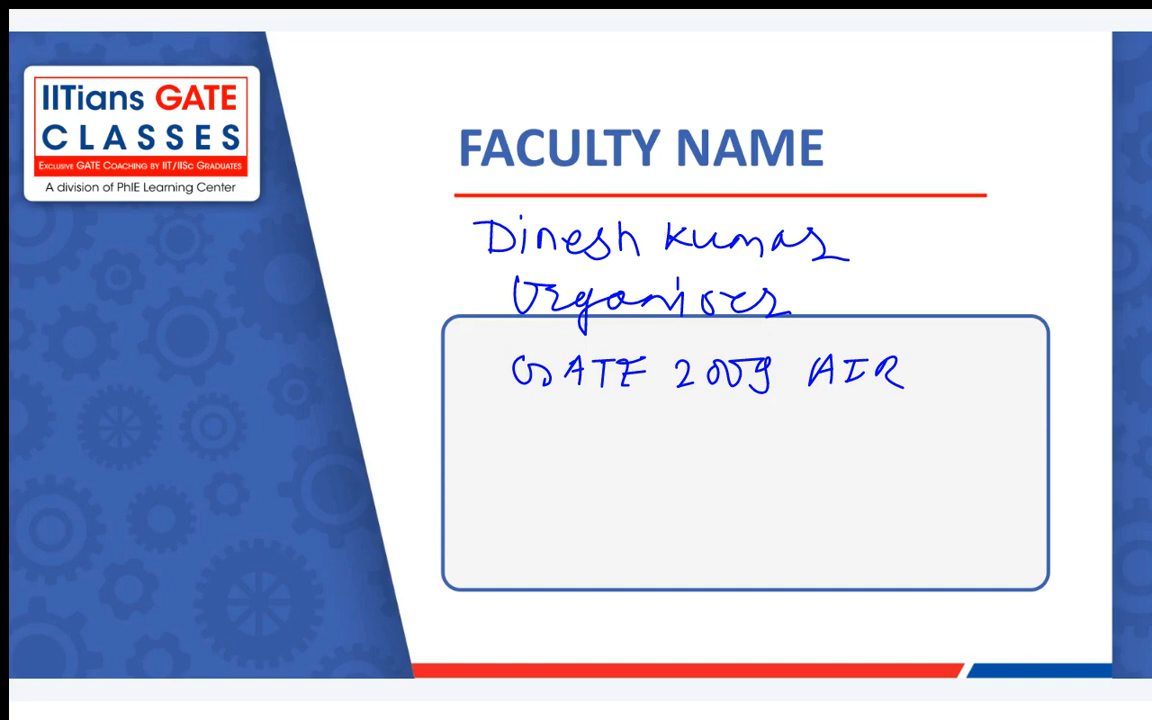 IITians GATE
CLASSES
EXCLUSIVE GATE COACHING BY IIT/IISC GRADUATES
A division of PhIE Learning Center
FACULTY NAME
Dinesh Kumar
Organiser
GATE 2009 AIR